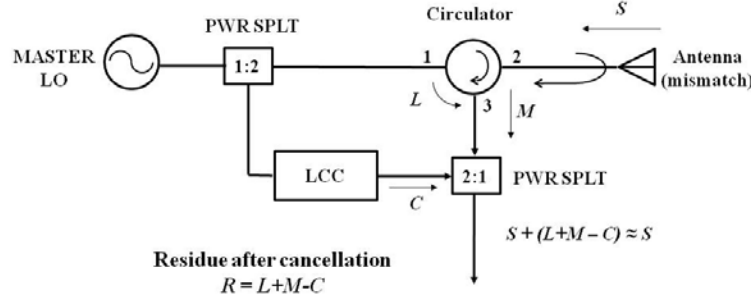 Circulator
S
PWR SPLT
MASTER
LO
1:2
1
2
Antenna
(mismatch)
L
3
M
LCC
2:1
PWR SPLT
C
S + (L+M – C) ≈ S
Residue after cancellation
R = L+M-C